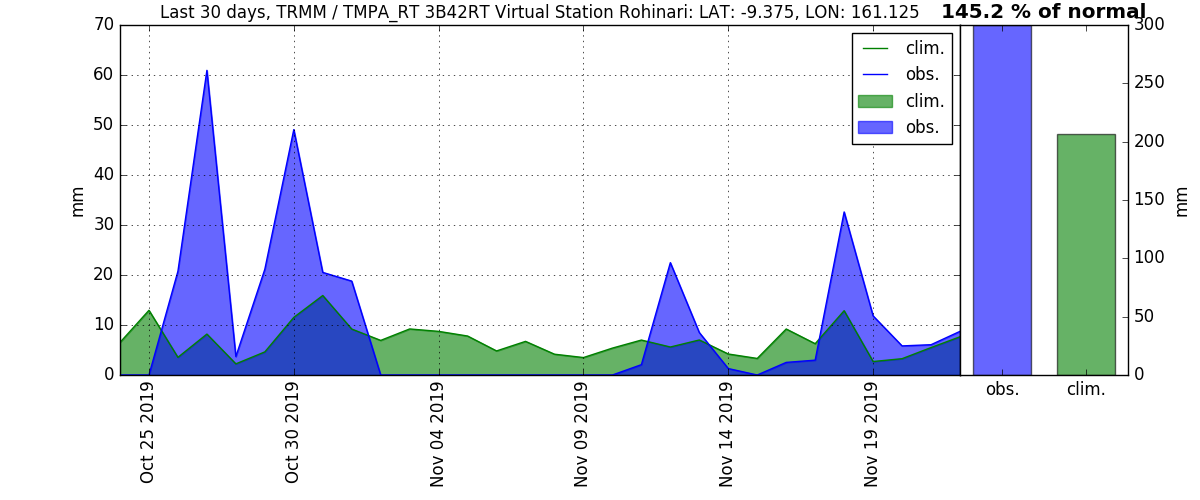 Last 30 days, TRMM / TMPA_RT 3B42RT Virtual Station Rohinari: LAT: -9.375, LON: 161.125
145.2 % of normal
70
60
50
40
30
20
10
0
mm
clim.
obs.
clim.
obs.
Oct 25 2019
Oct 30 2019
Nov 04 2019
Nov 09 2019
Nov 14 2019
Nov 19 2019
300
250
200
150
100
50
0
mm
obs.
clim.